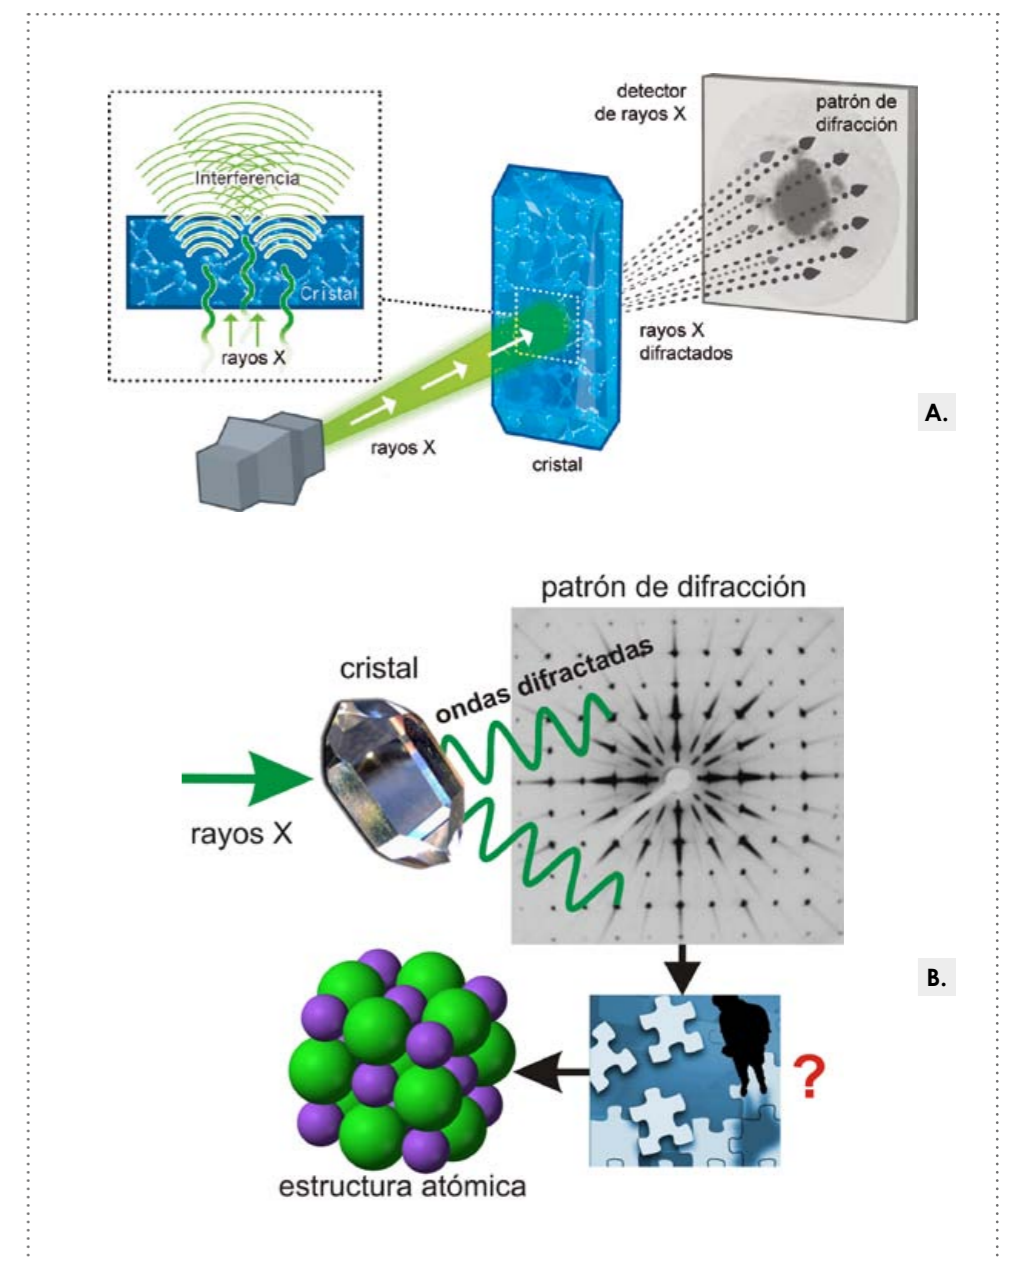 detector
de rayos X
patrón de
difracción
Interferencia
Cristal
rayos X
rayos X
difractados
rayos X
cristal
A.
patrón de difracción
cristal
ondas difractadas
rayos X
B.
?
estructura atómica